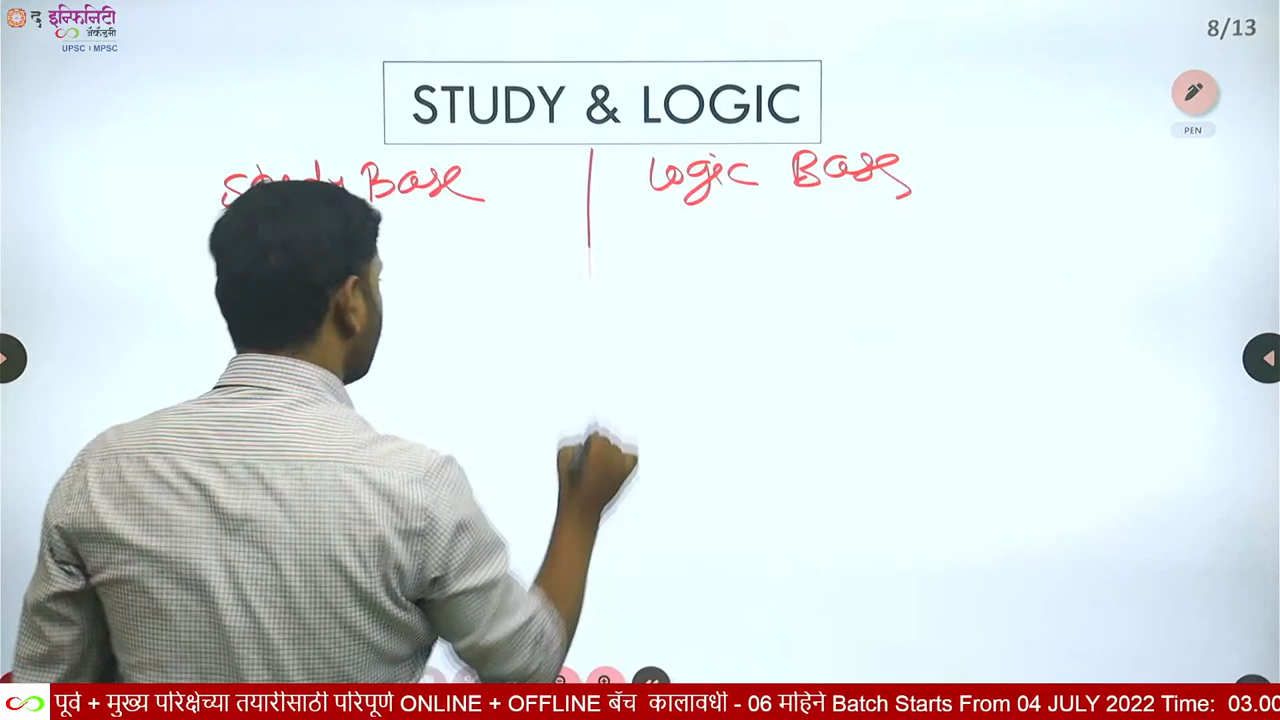 द इन्फिनिटी
अ‍ॅकॅडमी
UPSC । MPSC
8/13
STUDY & LOGIC
PEN
Study Base
Logic Base
पूर्व + मुख्य परिक्षेच्या तयारीसाठी परिपूर्ण ONLINE + OFFLINE बॅच कालावधी - 06 महिने Batch Starts From 04 JULY 2022 Time: 03.00